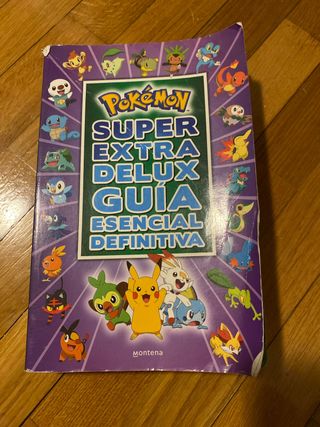 POKéMON
SUPER
EXTRA
DELUX
GUÍA
ESENCIAL
DEFINITIVA
montena